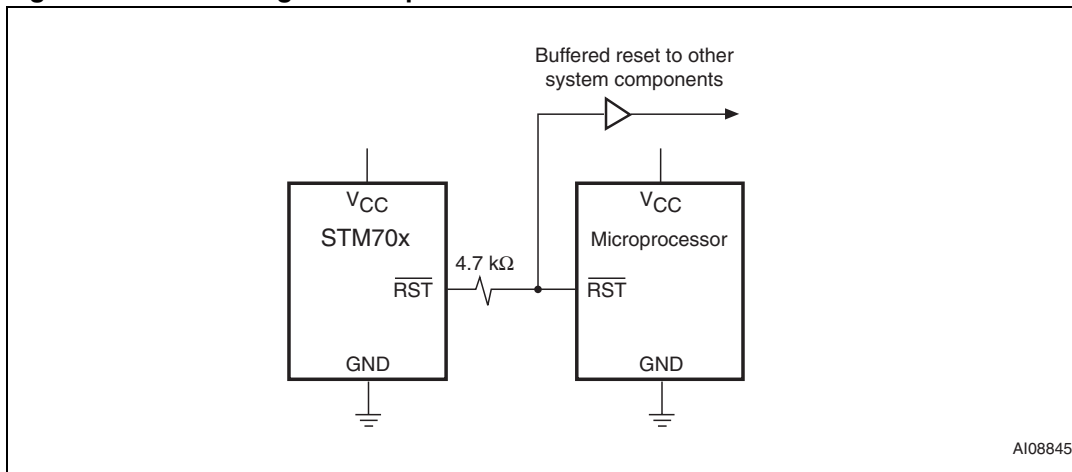 Buffered reset to other
system components
VCC
STM70x
4.7 kΩ
RST
GND
VCC
Microprocessor
RST
GND
AI08845